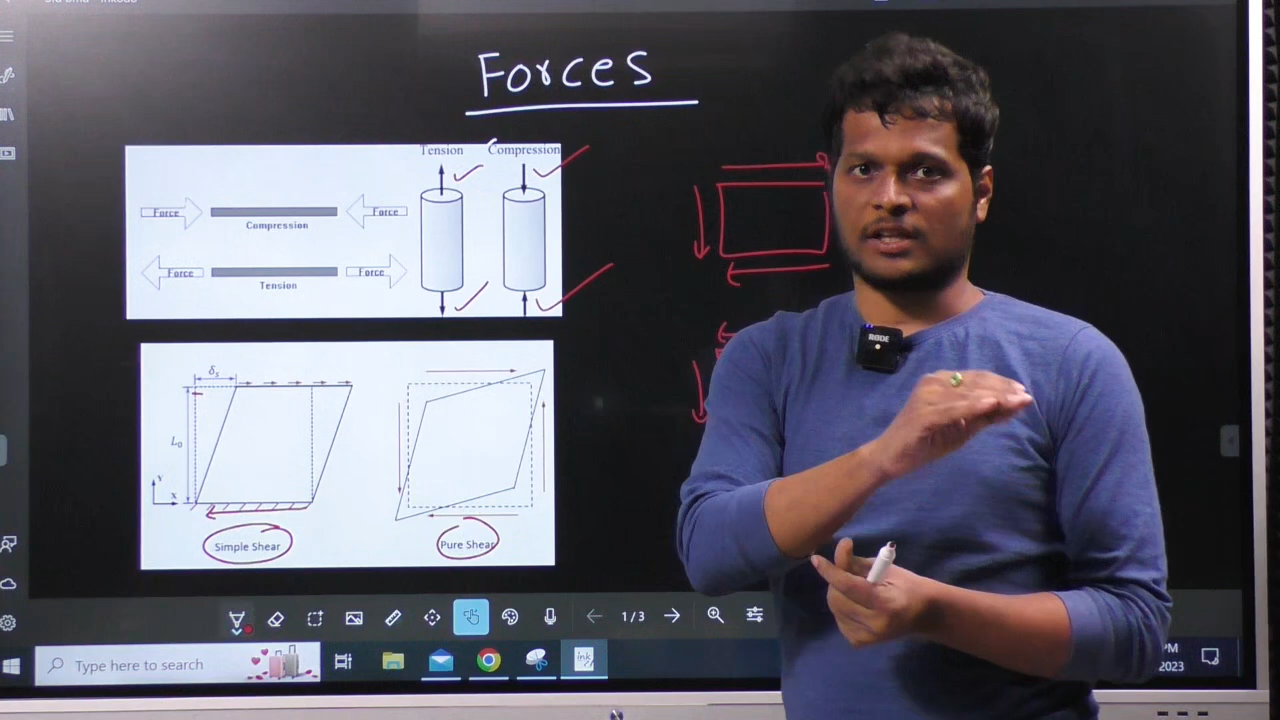 Forces
Tension Compression
Force Force
Compression
Force Force
Tension
δs
L0
Y
X
Simple Shear
Pure Shear
RODE
1/3
Type here to search
ink
PM
2023